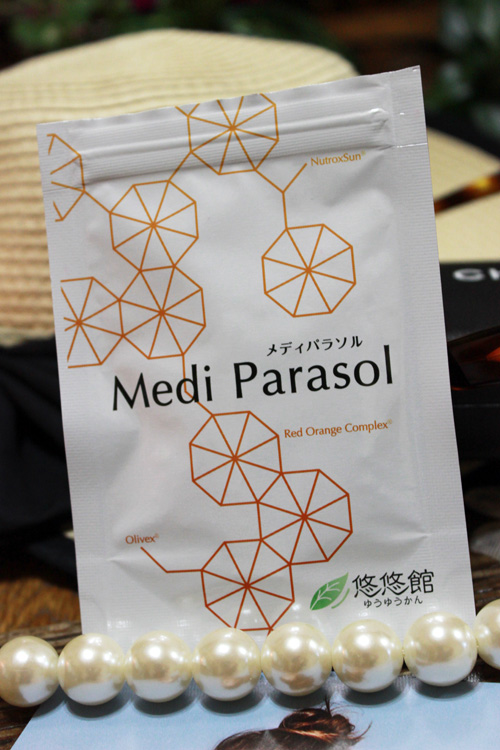 NutroxSun®
メディパラソル
Medi Parasol
Red Orange Complex®
Olivex®
悠悠館
ゆうゆうかん